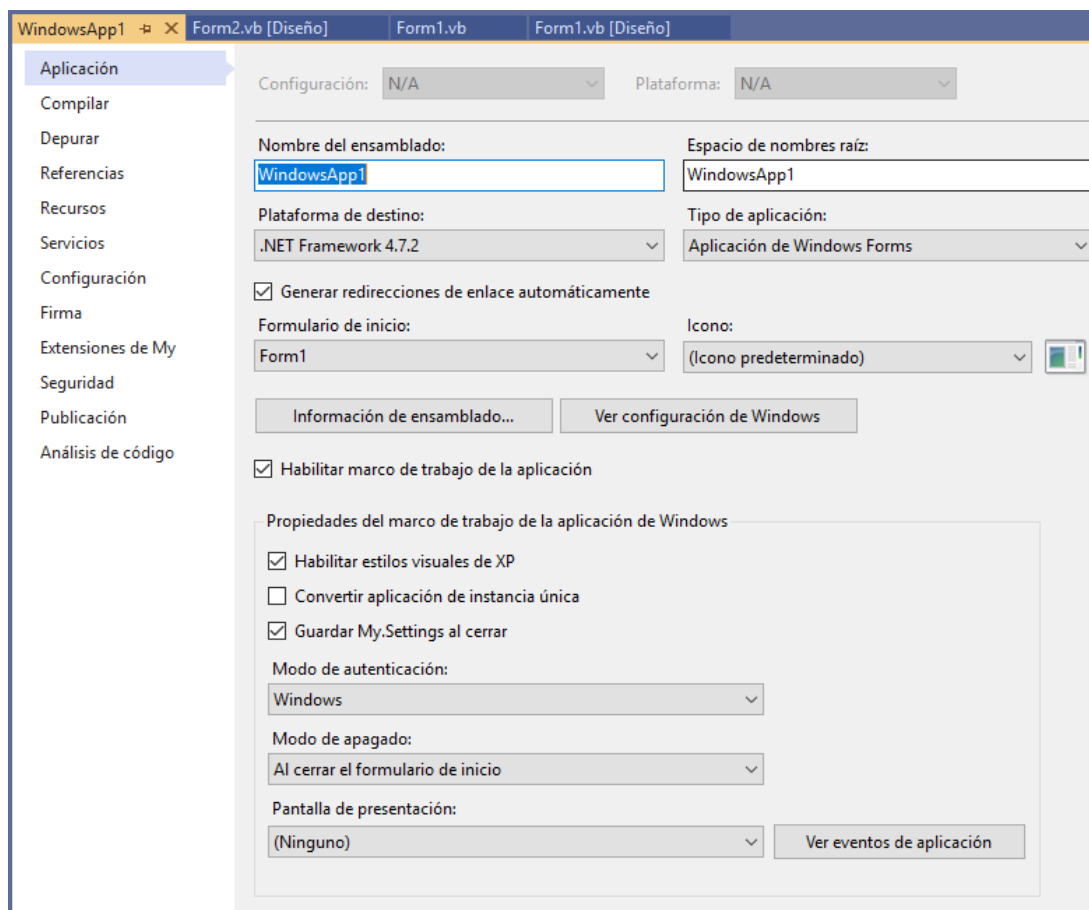 WindowsApp1 Form2.vb [Diseño] Form1.vb Form1.vb [Diseño]
Aplicación
Compilar
Depurar
Referencias
Recursos
Servicios
Configuración
Firma
Extensiones de My
Seguridad
Publicación
Análisis de código
Configuración: N/A Plataforma: N/A
Nombre del ensamblado: Espacio de nombres raíz:
WindowsApp1 WindowsApp1
Plataforma de destino: Tipo de aplicación:
.NET Framework 4.7.2 Aplicación de Windows Forms
Generar redirecciones de enlace automáticamente
Formulario de inicio: Icono:
Form1 (Icono predeterminado)
Información de ensamblado... Ver configuración de Windows
Habilitar marco de trabajo de la aplicación
Propiedades del marco de trabajo de la aplicación de Windows
Habilitar estilos visuales de XP
Convertir aplicación de instancia única
Guardar My.Settings al cerrar
Modo de autenticación:
Windows
Modo de apagado:
Al cerrar el formulario de inicio
Pantalla de presentación:
(Ninguno) Ver eventos de aplicación